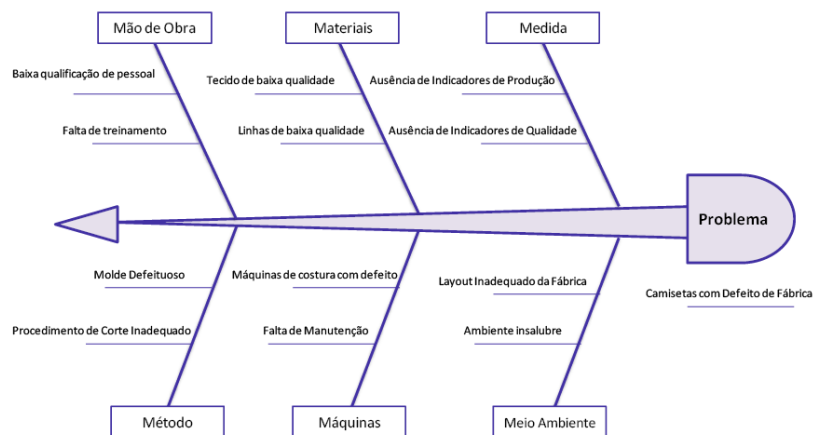 Mão de Obra
Materiais
Medida
Baixa qualificação de pessoal
Tecido de baixa qualidade
Ausência de Indicadores de Produção
Falta de treinamento
Linhas de baixa qualidade
Ausência de Indicadores de Qualidade
Problema
Molde Defeituoso
Máquinas de costura com defeito
Layout Inadequado da Fábrica
Camisetas com Defeito de Fábrica
Procedimento de Corte Inadequado
Falta de Manutenção
Ambiente insalubre
Método
Máquinas
Meio Ambiente